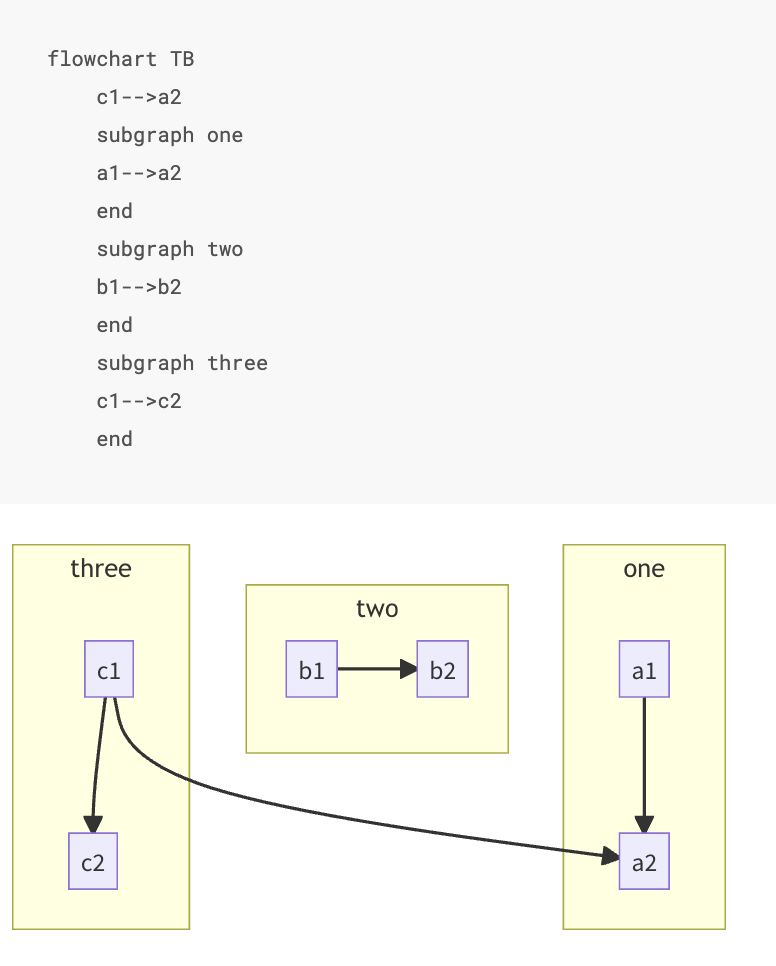 flowchart TB
    c1-->a2
    subgraph one
    a1-->a2
    end
    subgraph two
    b1-->b2
    end
    subgraph three
    c1-->c2
    end
three
two
one
c1
b1
b2
a1
c2
a2